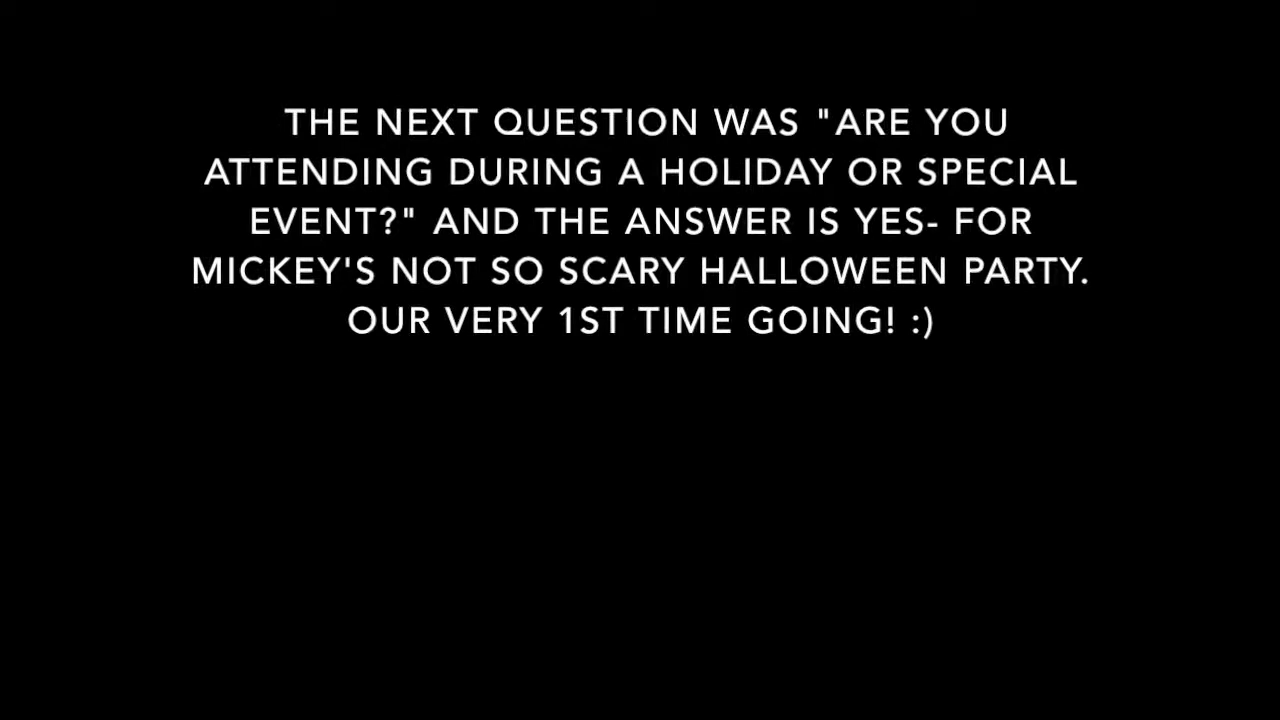 THE NEXT QUESTION WAS "ARE YOU
ATTENDING DURING A HOLIDAY OR SPECIAL
EVENT?" AND THE ANSWER IS YES- FOR
MICKEY'S NOT SO SCARY HALLOWEEN PARTY.
OUR VERY 1ST TIME GOING! :)